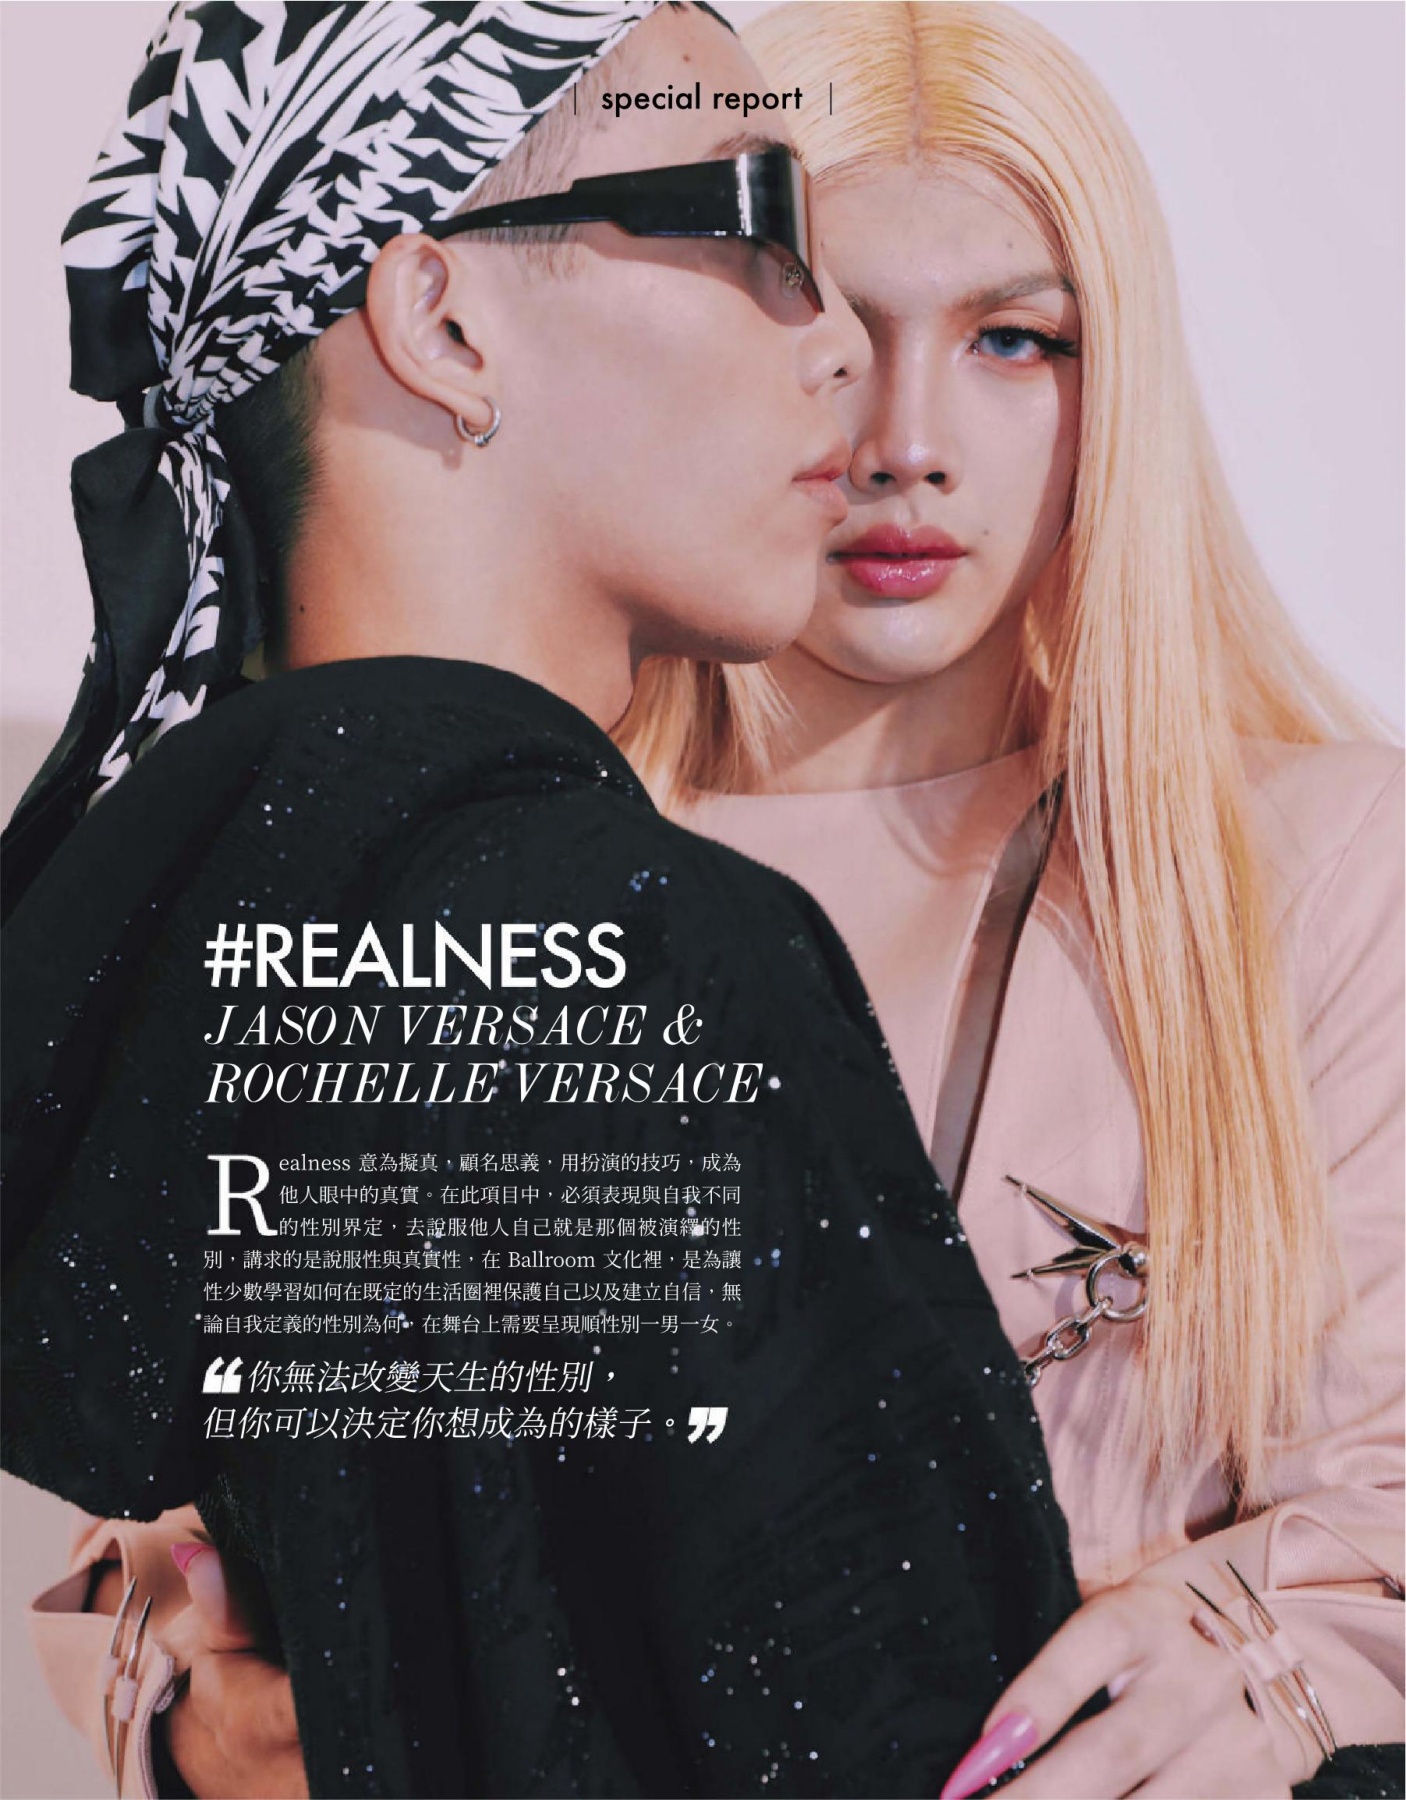 special report
#REALNESS
JASON VERSACE &
ROCHELLE VERSACE
Realness 意為擬真，顧名思義，用扮演的技巧，成為
他人眼中的真實。在此項目中，必須表現與自我不同
的性別界定，去說服他人自己就是那個被演繹的性
別，講求的是說服性與真實性，在 Ballroom 文化裡，是為讓
性少數學習如何在既定的生活圈裡保護自己以及建立自信，無
論自我定義的性別為何，在舞台上需要呈現順性別一男一女。
❝你無法改變天生的性別，
但你可以決定你想成為的樣子。❞